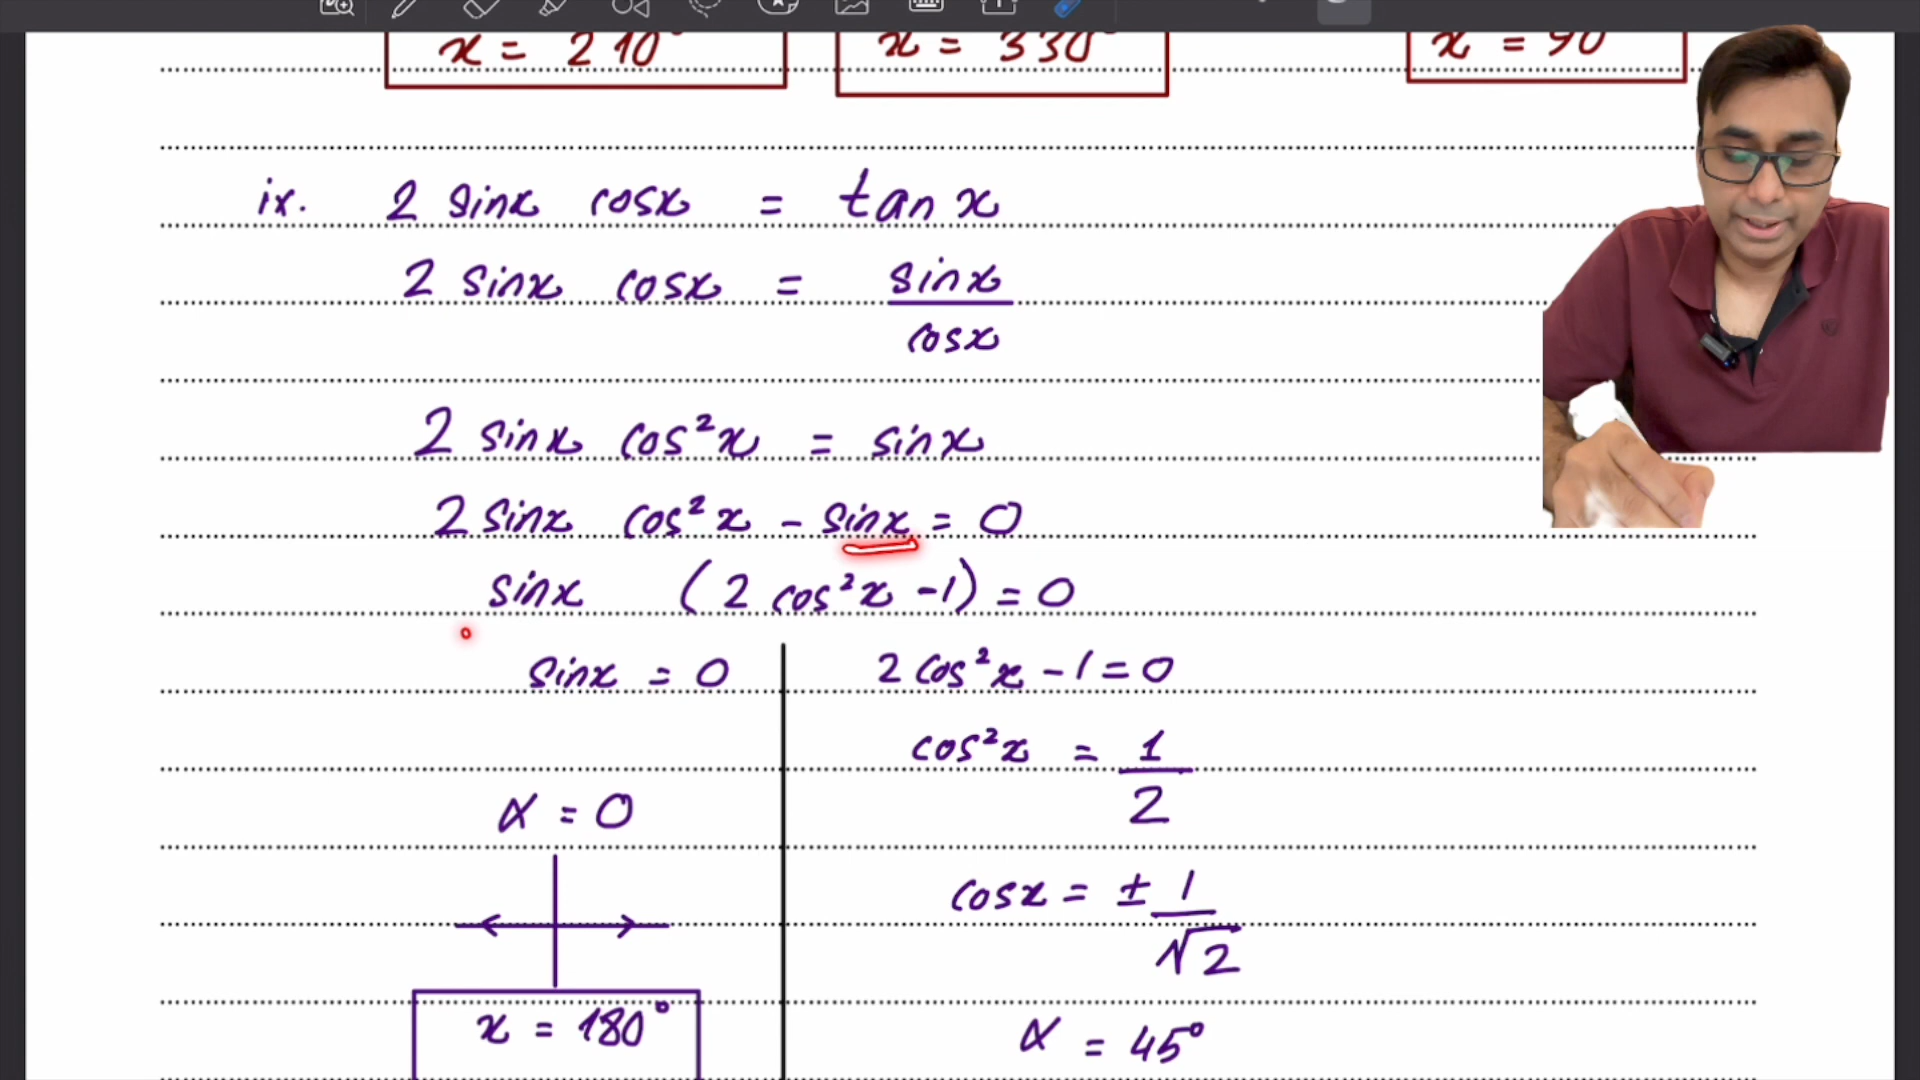 x = 210°
x = 330°
x = 90
ix. 2 sinx cosx = tan x
2 sinx cosx = sinx / cosx
2 sinx cos²x = sinx
2 sinx cos²x - sinx = 0
sinx (2 cos²x - 1) = 0
sinx = 0
α = 0
x = 180°
2 cos²x - 1 = 0
cos²x = 1/2
cosx = ± 1/√2
α = 45°